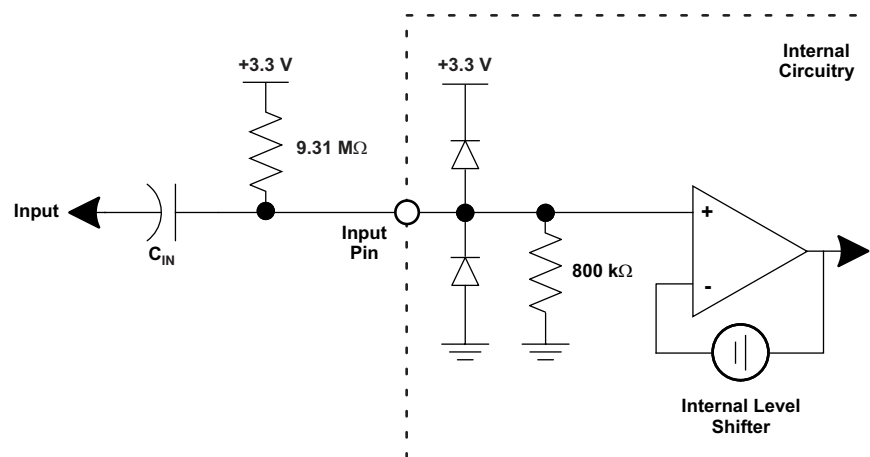 Internal
Circuitry
+3.3 V
+3.3 V
9.31 MΩ
Input
C_IN
Input
Pin
800 kΩ
+
-
Internal Level
Shifter